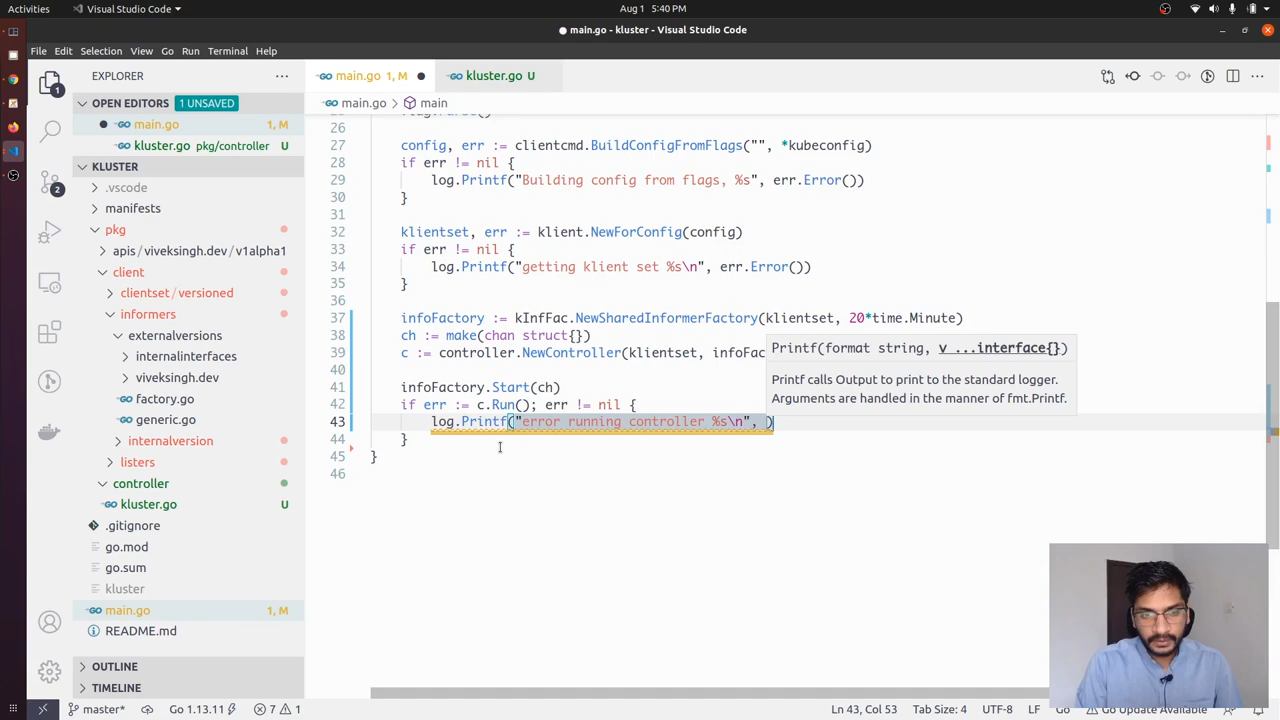 Activities
Visual Studio Code
Aug 1 5:40 PM
main.go - kluster - Visual Studio Code
File Edit Selection View Go Run Terminal Help
EXPLORER
main.go 1, M
kluster.go U
OPEN EDITORS 1 UNSAVED
main.go 1, M
kluster.go pkg/controller U
KLUSTER
.vscode
manifests
pkg
apis / viveksingh.dev / v1alpha1
client
clientset / versioned
informers
externalversions
internalinterfaces
viveksingh.dev
factory.go
generic.go
internalversion
listers
controller
kluster.go U
.gitignore
go.mod
go.sum
kluster
main.go 1, M
README.md
OUTLINE
TIMELINE
main.go > main
26
27 config, err := clientcmd.BuildConfigFromFlags("", *kubeconfig)
28 if err != nil {
29 log.Printf("Building config from flags, %s", err.Error())
30 }
31
32 klientset, err := klient.NewForConfig(config)
33 if err != nil {
34 log.Printf("getting klient set %s\n", err.Error())
35 }
36
37 infoFactory := kInfFac.NewSharedInformerFactory(klientset, 20*time.Minute)
38 ch := make(chan struct{})
39 c := controller.NewController(klientset, infoFac
40
41 infoFactory.Start(ch)
42 if err := c.Run(); err != nil {
43 log.Printf("error running controller %s\n", )
44 }
45 }
46
Printf(format string, v ...interface{})
Printf calls Output to print to the standard logger.
Arguments are handled in the manner of fmt.Printf.
master* Go 1.13.11 7 1
Ln 43, Col 53 Tab Size: 4 UTF-8 LF Go Go Update Available